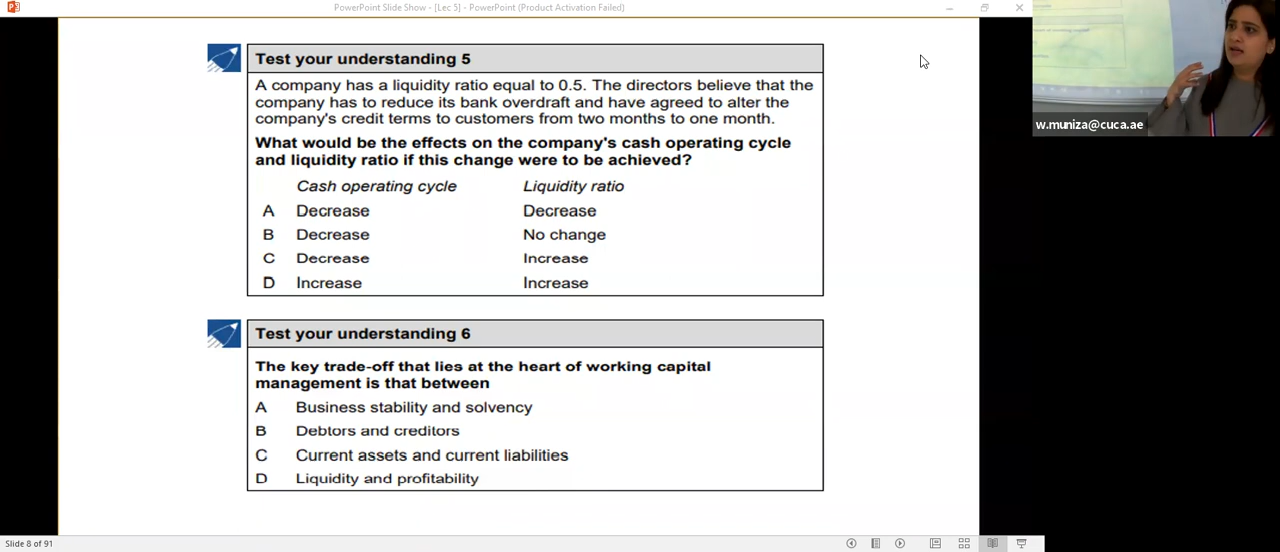 PowerPoint Slide Show - [Lec 3] - PowerPoint (Product Activation Failed)
Test your understanding 5
A company has a liquidity ratio equal to 0.5. The directors believe that the
company has to reduce its bank overdraft and have agreed to alter the
company's credit terms to customers from two months to one month.
What would be the effects on the company's cash operating cycle
and liquidity ratio if this change were to be achieved?
Cash operating cycle Liquidity ratio
A Decrease Decrease
B Decrease No change
C Decrease Increase
D Increase Increase
Test your understanding 6
The key trade-off that lies at the heart of working capital
management is that between
A Business stability and solvency
B Debtors and creditors
C Current assets and current liabilities
D Liquidity and profitability
w.muniza@cuca.ae
Slide 8 of 91